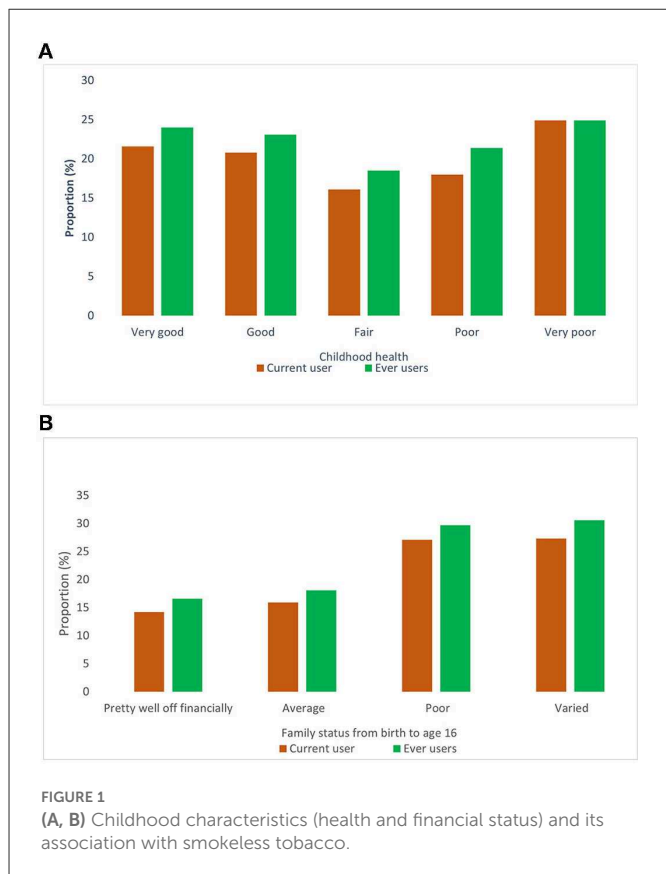 A
30
25
20
15
10
5
0
Proportion (%)
Very good Good Fair Poor Very poor
Childhood health
Current user Ever users
B
35
30
25
20
15
10
5
0
Proportion (%)
Pretty well off financially Average Poor Varied
Family status from birth to age 16
Current user Ever users
FIGURE 1
(A, B) Childhood characteristics (health and financial status) and its
association with smokeless tobacco.